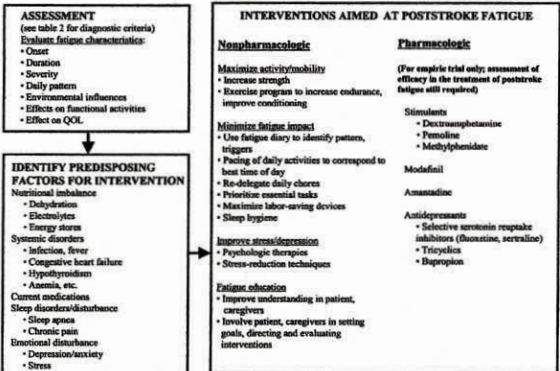 ASSESSMENT
(see table 2 for diagnostic criteria)
Evaluate fatigue characteristics:
• Onset
• Duration
• Severity
• Daily pattern
• Environmental influences
• Effects on functional activities
• Effect on QOL
IDENTIFY PREDISPOSING
FACTORS FOR INTERVENTION
Nutritional imbalance
• Dehydration
• Electrolytes
• Energy stores
Systemic disorders
• Infection, fever
• Congestive heart failure
• Hypothyroidism
• Anemia, etc.
Current medications
Sleep disorders/disturbance
• Sleep apnea
• Chronic pain
Emotional disturbance
• Depression/anxiety
• Stress
INTERVENTIONS AIMED AT POSTSTROKE FATIGUE
Nonpharmacologic
Maximize activity/mobility
• Increase strength
• Exercise program to increase endurance,
improve conditioning
Minimize fatigue impact
• Use fatigue diary to identify pattern,
triggers
• Pacing of daily activities to correspond to
best time of day
• Re-delegate daily chores
• Prioritize essential tasks
• Maximize labor-saving devices
• Sleep hygiene
Improve stress/depression
• Psychologic therapies
• Stress-reduction techniques
Fatigue education
• Improve understanding in patient,
caregivers
• Involve patient, caregivers in setting
goals, directing and evaluating
interventions
Pharmacologic
(For empiric trial only; assessment of
efficacy in the treatment of poststroke
fatigue still required)
Stimulants
• Dextroamphetamine
• Pemoline
• Methylphenidate
Modafinil
Amantadine
Antidepressants
• Selective serotonin reuptake
inhibitors (fluoxetine, sertraline)
• Tricyclics
• Bupropion